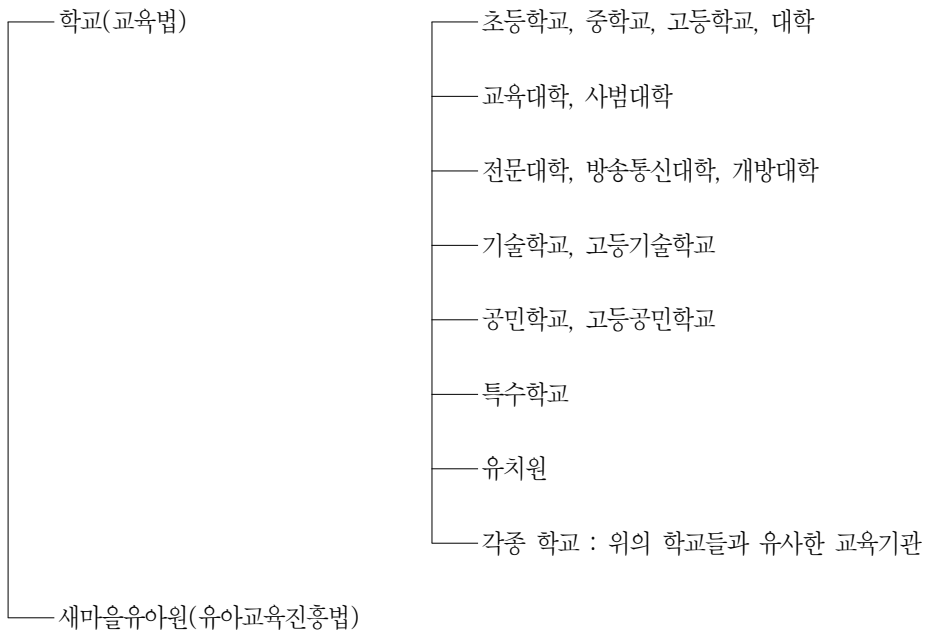 학교(교육법)
초등학교, 중학교, 고등학교, 대학
교육대학, 사범대학
전문대학, 방송통신대학, 개방대학
기술학교, 고등기술학교
공민학교, 고등공민학교
특수학교
유치원
각종 학교 : 위의 학교들과 유사한 교육기관
새마을유아원(유아교육진흥법)